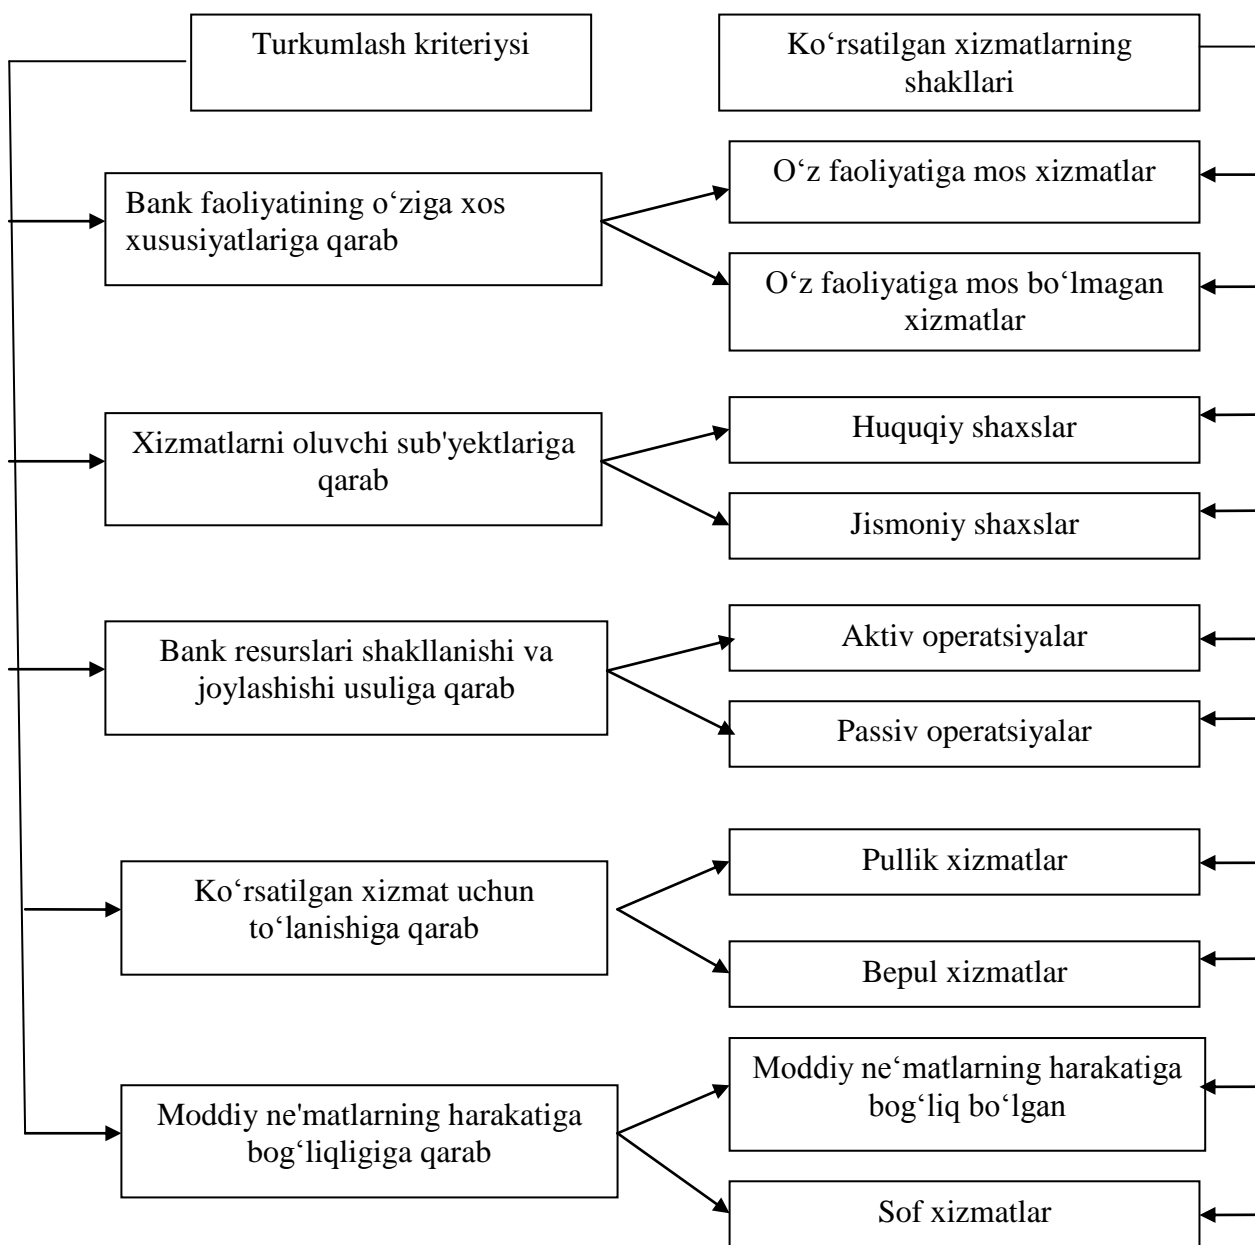 Turkumlash kriteriysi
Ko‘rsatilgan xizmatlarning
shakllari
Bank faoliyatining o‘ziga xos
xususiyatlariga qarab
O‘z faoliyatiga mos xizmatlar
O‘z faoliyatiga mos bo‘lmagan
xizmatlar
Xizmatlarni oluvchi sub'yektlariga
qarab
Huquqiy shaxslar
Jismoniy shaxslar
Bank resurslari shakllanishi va
joylashishi usuliga qarab
Aktiv operatsiyalar
Passiv operatsiyalar
Ko‘rsatilgan xizmat uchun
to‘lanishiga qarab
Pullik xizmatlar
Bepul xizmatlar
Moddiy ne'matlarning harakatiga
bog‘liqligiga qarab
Moddiy ne‘matlarning harakatiga
bog‘liq bo‘lgan
Sof xizmatlar